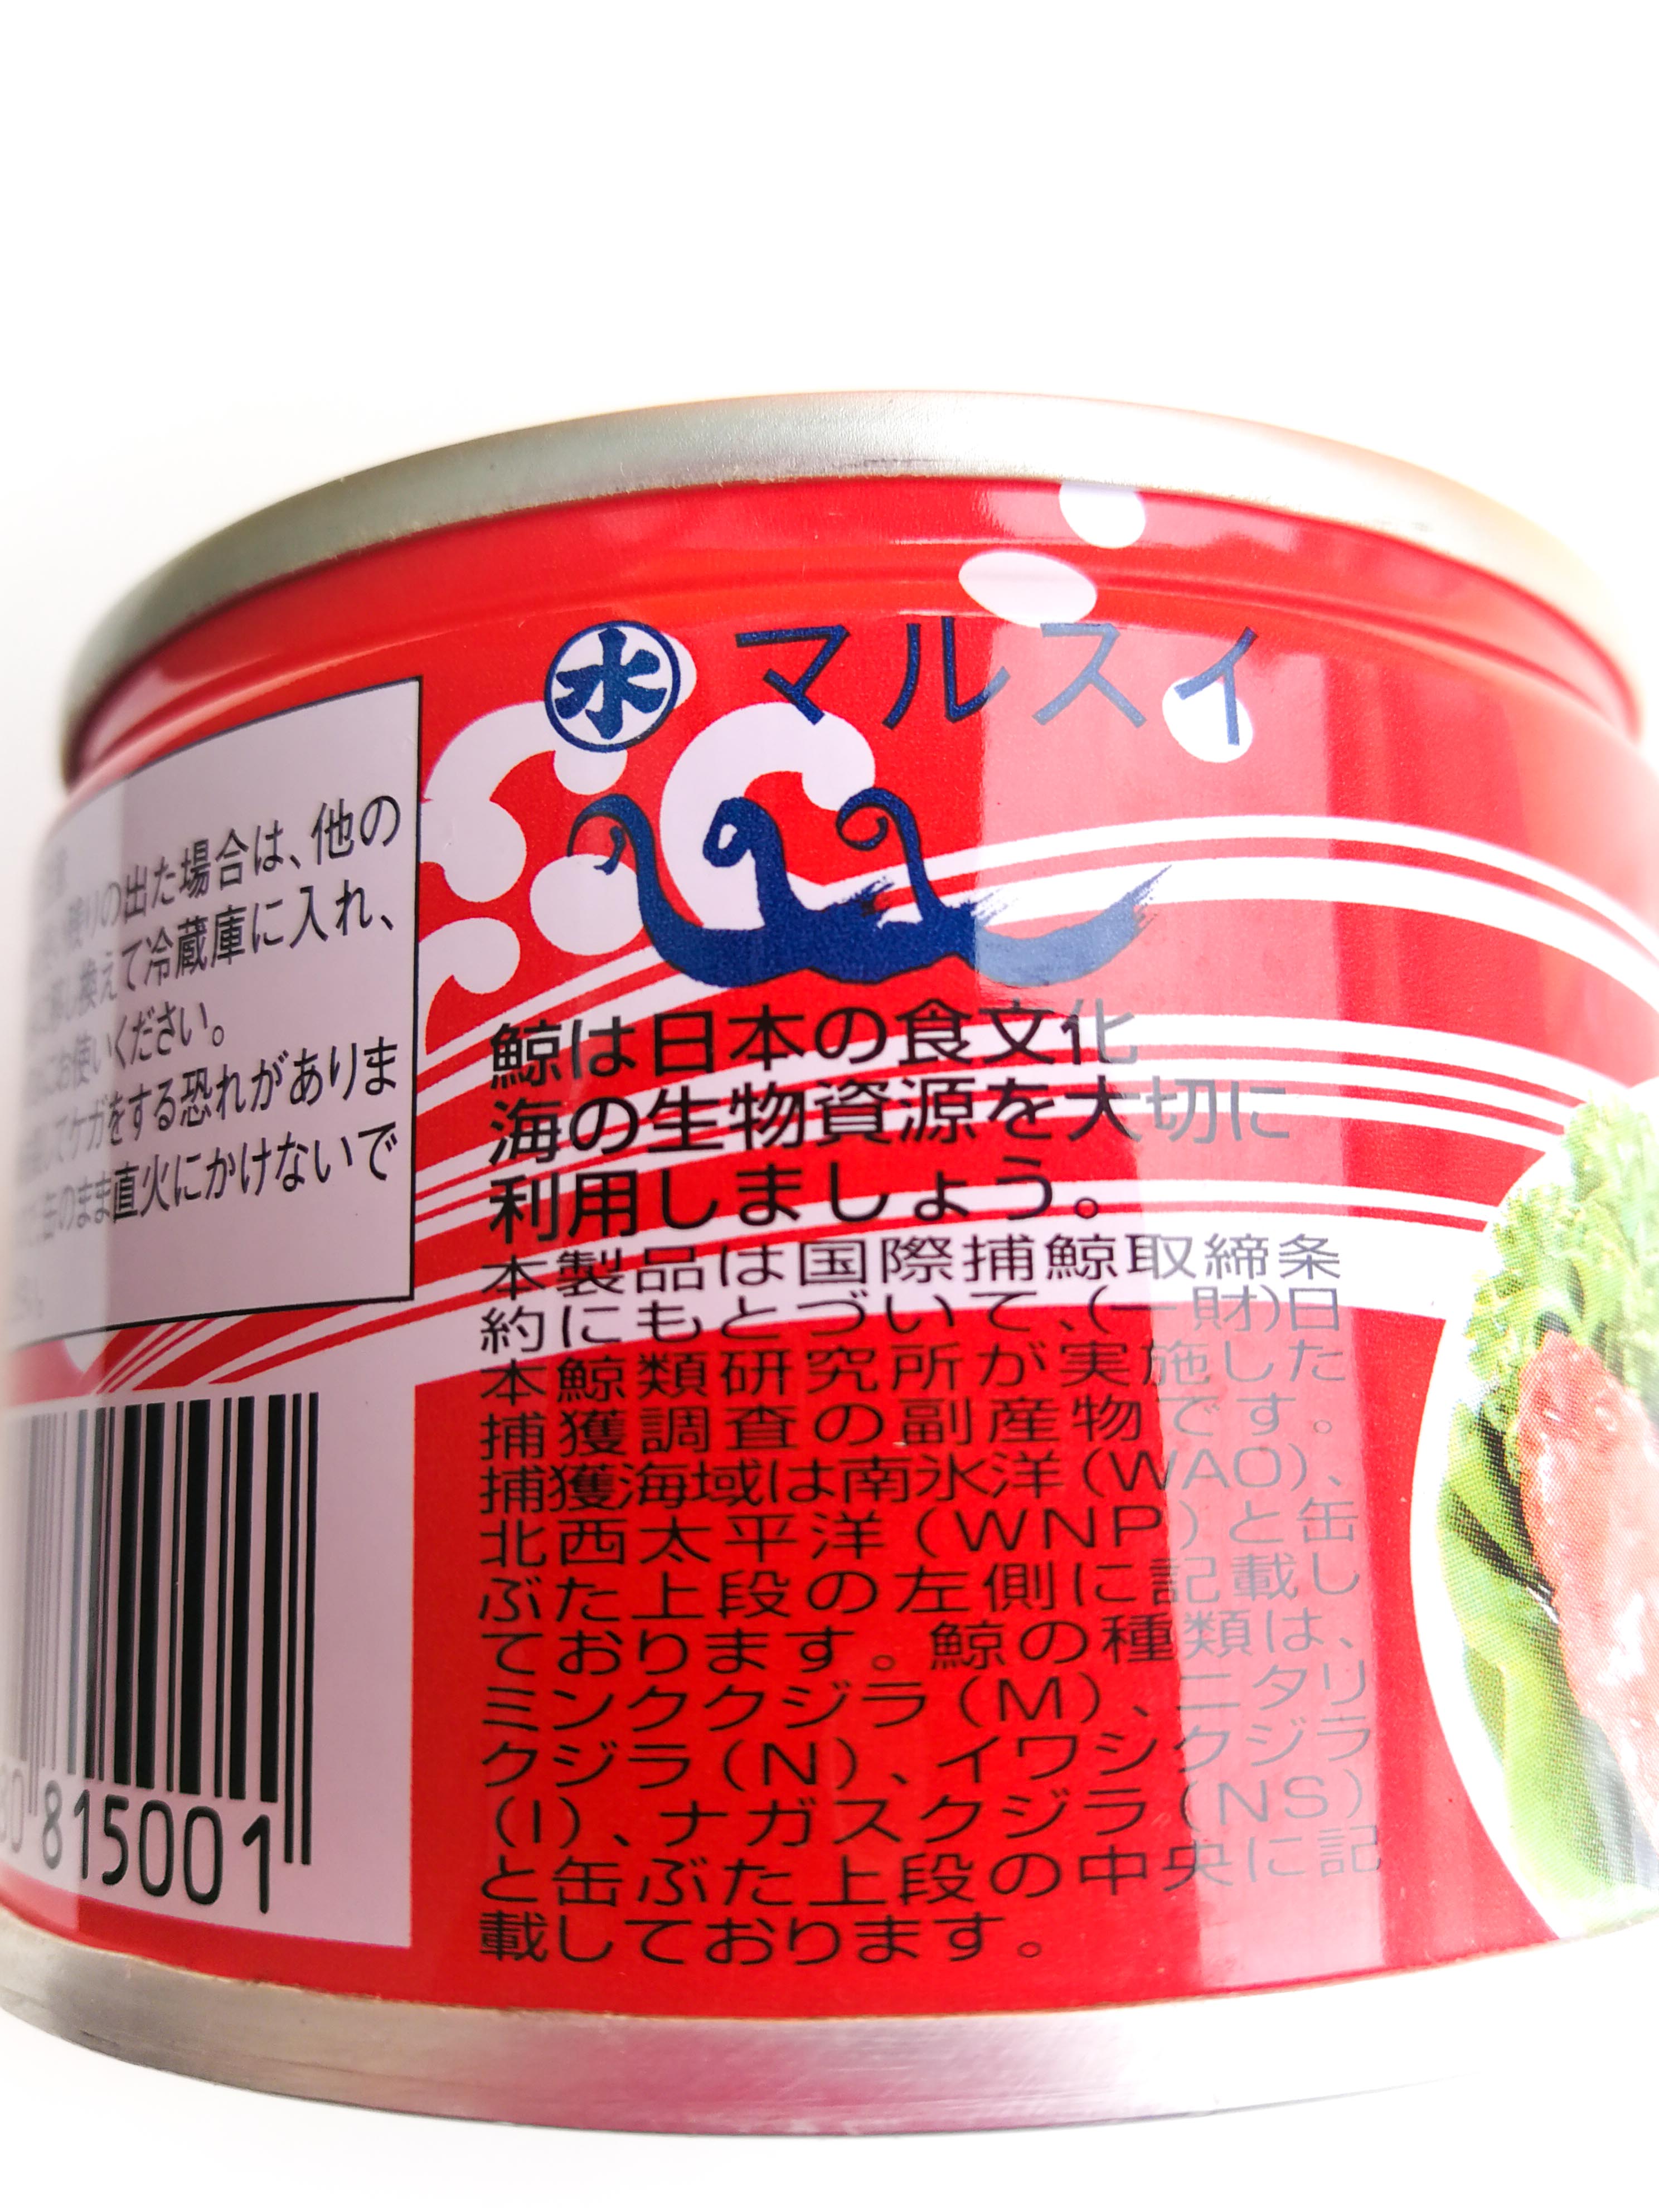 の出た場合は、他の
換えて冷蔵庫に入れ、
にお使いください。
てケガをする恐れがありま
缶のまま直火にかけないで
815001
水 マルスイ
鯨は日本の食文化
海の生物資源を大切に
利用しましょう。
本製品は国際捕鯨取締条
約にもとづいて、(一財)日
本鯨類研究所が実施した
捕獲調査の副産物です。
捕獲海域は南氷洋(WAO)、
北西太平洋(WNP)と缶
ぶた上段の左側に記載し
ております。鯨の種類は、
ミンククジラ(M)、ニタリ
クジラ(N)、イワシクジラ
(I)、ナガスクジラ(NS)
と缶ぶた上段の中央に記
載しております。